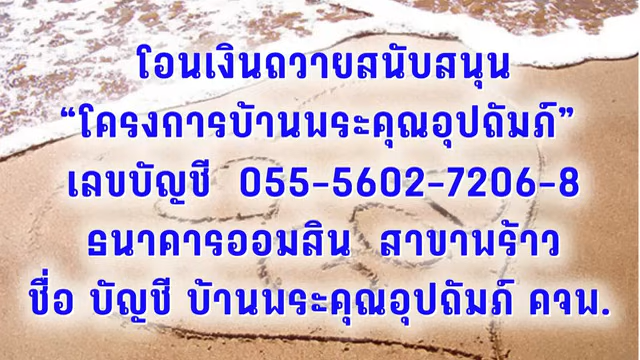 โอนเงินถวายสนับสนุน
“โครงการบ้านพระคุณอุปถัมภ์”
เลขบัญชี 055-5602-7206-8
ธนาคารออมสิน สาขาพร้าว
ชื่อ บัญชี บ้านพระคุณอุปถัมภ์ คจพ.